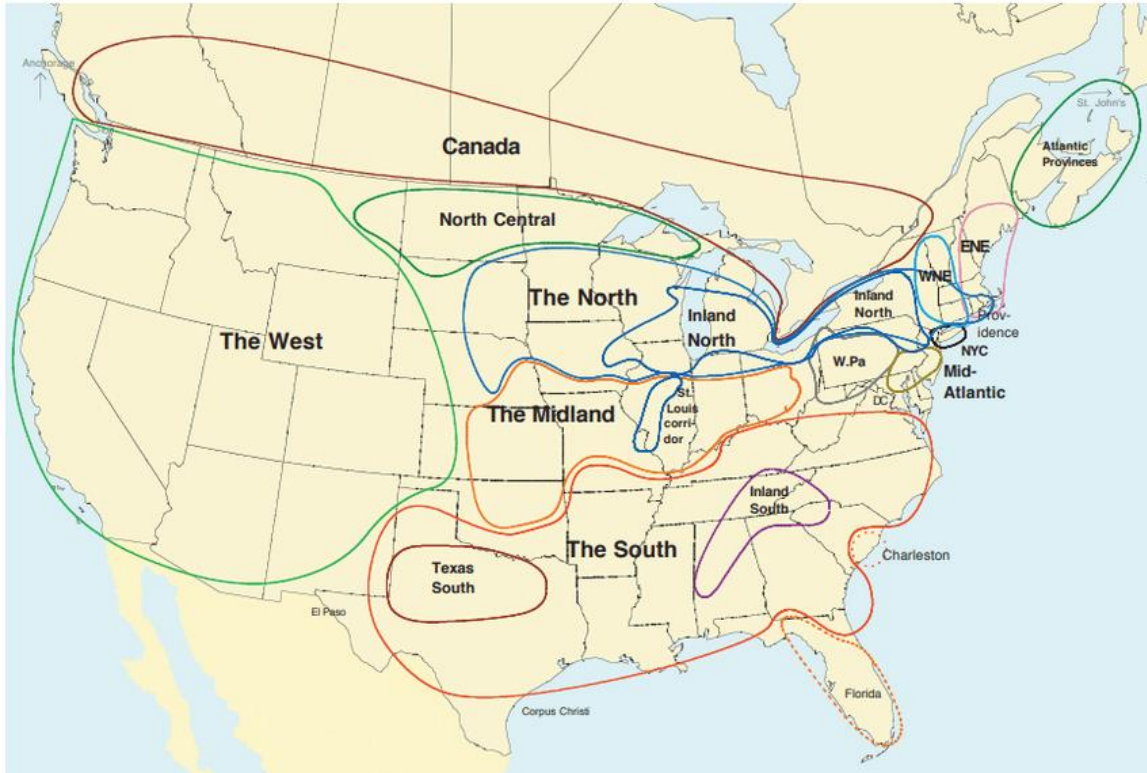 Anchorage
St. John's
Canada
Atlantic
Provinces
North Central
ENE
WNE
The North
Inland
North
Inland
North
Prov-
idence
The West
NYC
W.Pa
Mid-
Atlantic
DC
St.
Louis
corri-
dor
The Midland
Inland
South
The South
Charleston
Texas
South
El Paso
Florida
Corpus Christi